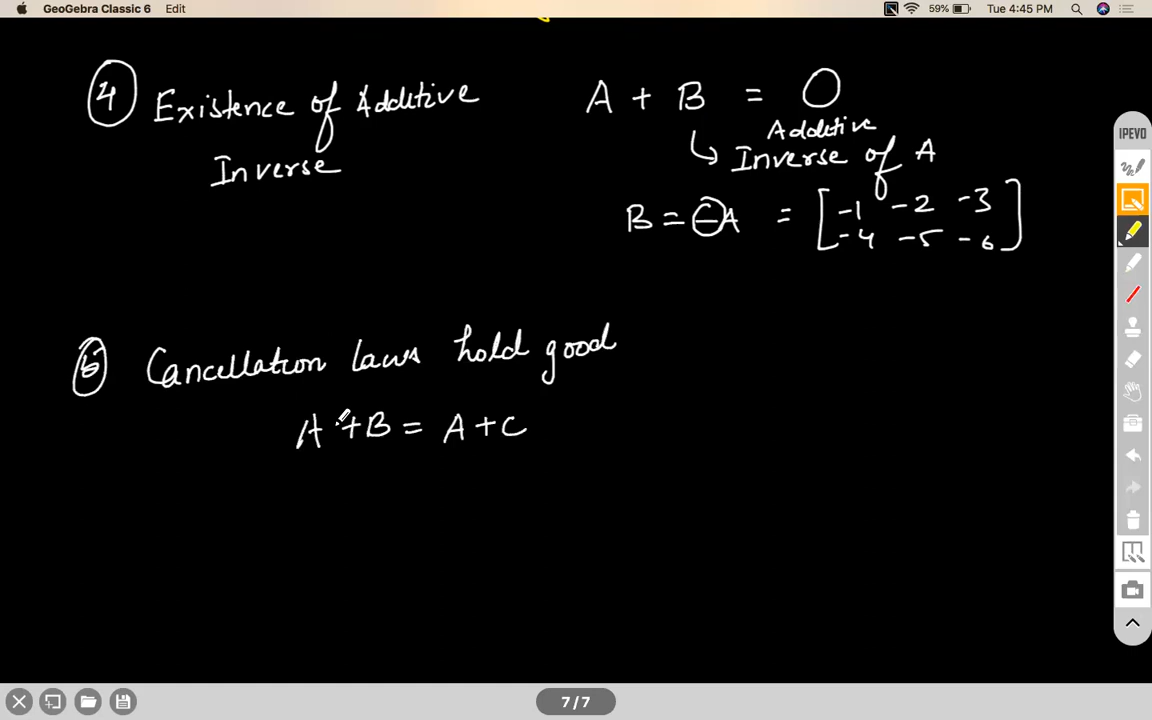 GeoGebra Classic 6 Edit 59% Tue 4:45 PM
4 Existence of Additive
Inverse
A + B = O
Additive
Inverse of A
B = -A = [ -1 -2 -3
-4 -5 -6 ]
5 Cancellation laws hold good
A + B = A + C
IPEVO
7 / 7